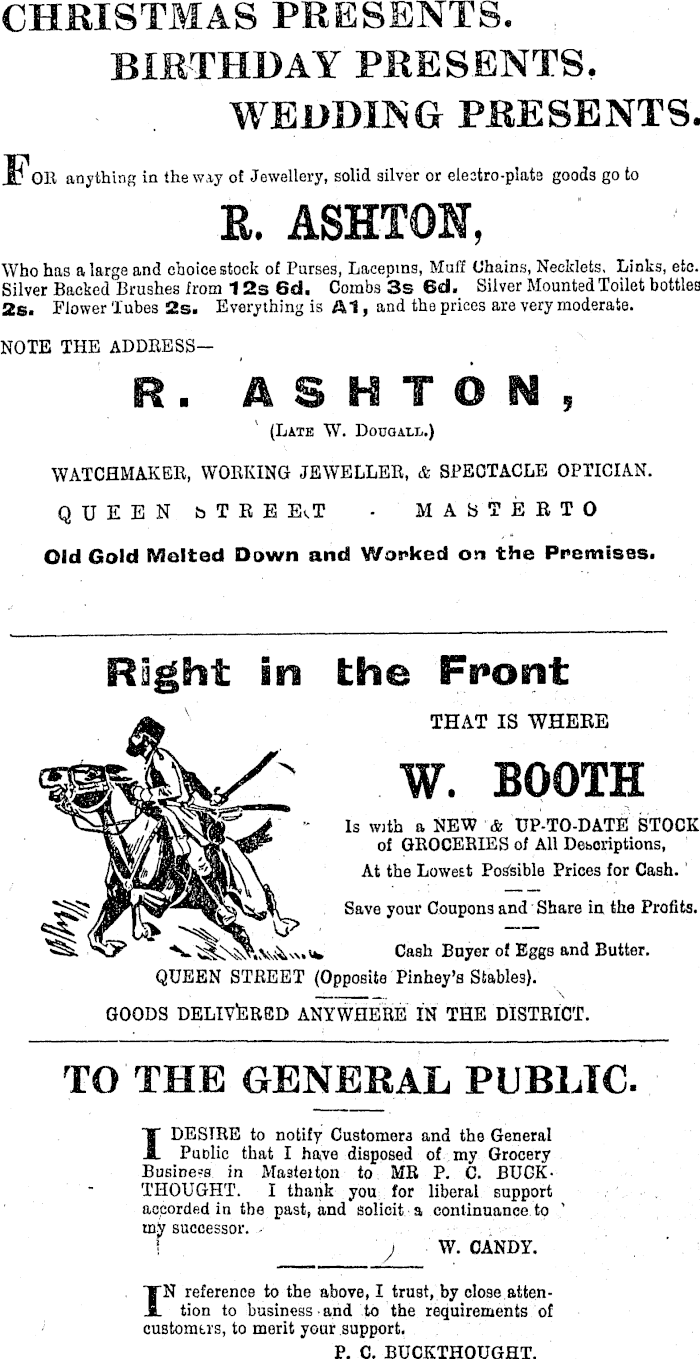 CHRISTMAS PRESENTS.
BIRTHDAY PRESENTS.
WEDDING PRESENTS.
FOR anything in the way of Jewellery, solid silver or electro-plate goods go to
R. ASHTON,
Who has a large and choice stock of Purses, Lacepins, Muff Chains, Necklets, Links, etc.
Silver Backed Brushes from 12s 6d. Combs 3s 6d. Silver Mounted Toilet bottles
2s. Flower Tubes 2s. Everything is A1, and the prices are very moderate.
NOTE THE ADDRESS—
R. ASHTON,
(LATE W. DOUGALL.)
WATCHMAKER, WORKING JEWELLER, & SPECTACLE OPTICIAN.
QUEEN STREET - MASTERTO
Old Gold Melted Down and Worked on the Premises.
Right in the Front
THAT IS WHERE
W. BOOTH
Is with a NEW & UP-TO-DATE STOCK
of GROCERIES of All Descriptions,
At the Lowest Possible Prices for Cash.
Save your Coupons and Share in the Profits.
Cash Buyer of Eggs and Butter.
QUEEN STREET (Opposite Pinhey's Stables).
GOODS DELIVERED ANYWHERE IN THE DISTRICT.
TO THE GENERAL PUBLIC.
I DESIRE to notify Customers and the General
Public that I have disposed of my Grocery
Business in Masterton to MR P. C. BUCK-
THOUGHT. I thank you for liberal support
accorded in the past, and solicit a continuance to
my successor.
W. CANDY.
IN reference to the above, I trust, by close atten-
tion to business and to the requirements of
customers, to merit your support.
P. C. BUCKTHOUGHT.